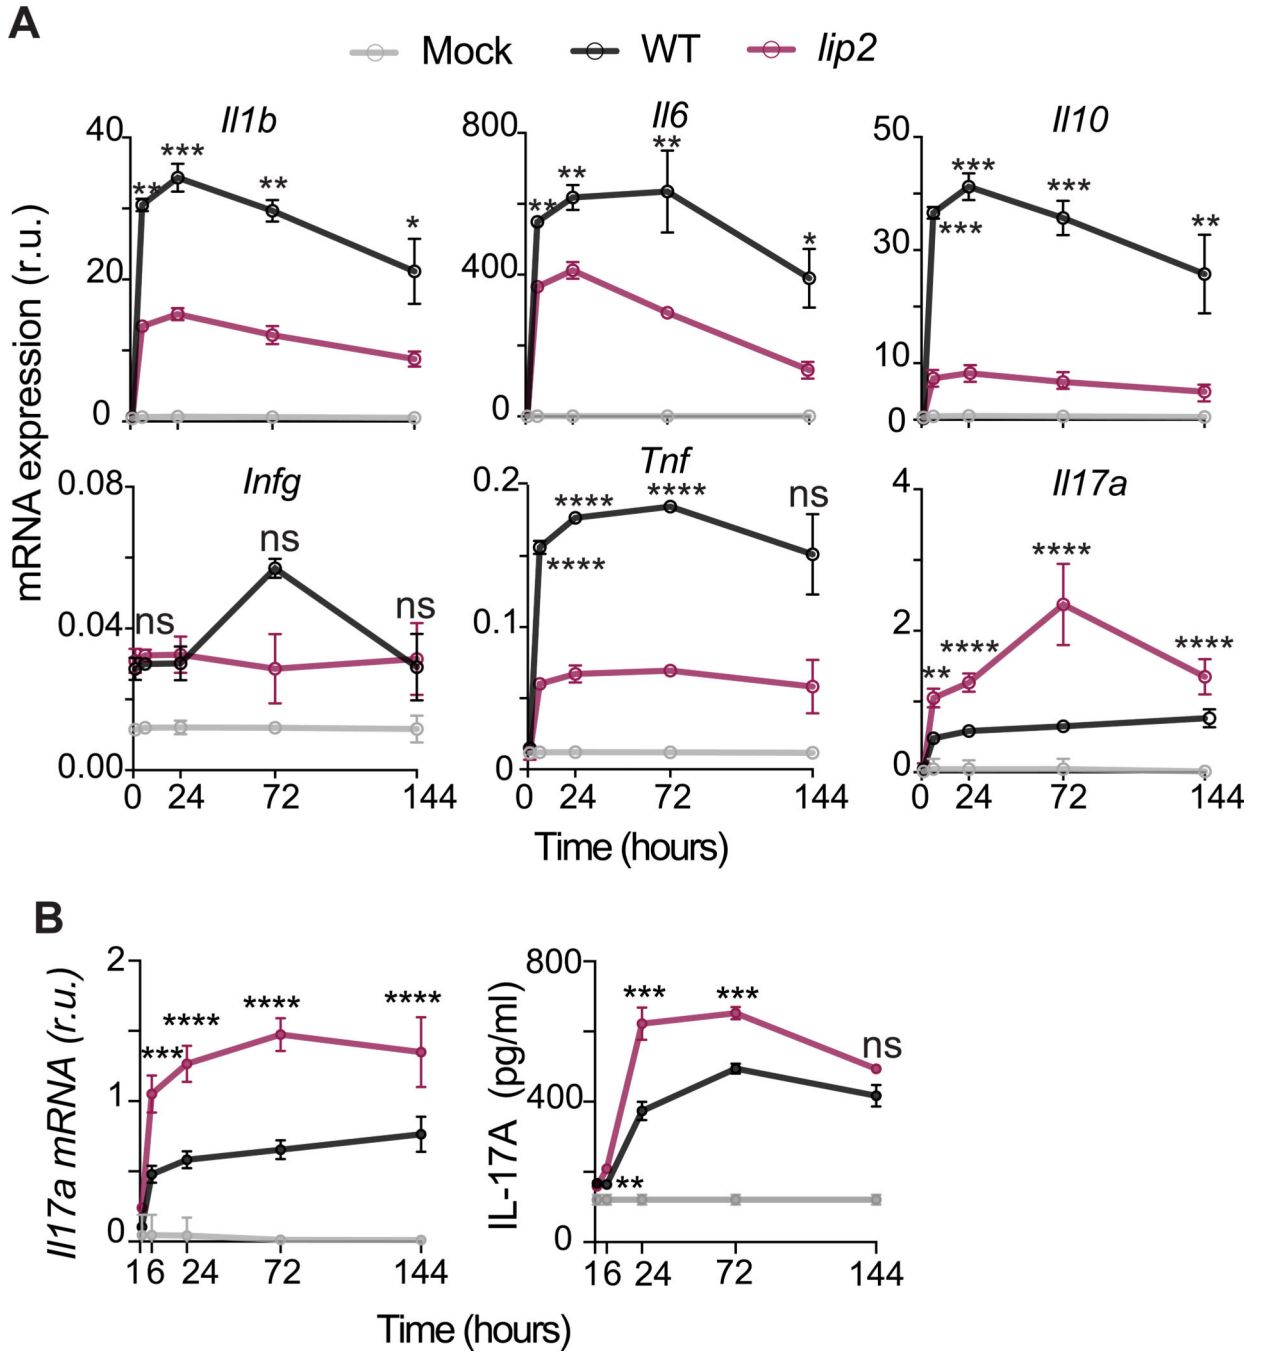 A
Mock WT lip2
Il1b Il6 Il10
mRNA expression (r.u.)
40
20
0
** *** ** *
800
400
0
** ** ** *
50
30
10
0
*** *** *** **
Infg Tnf Il17a
0.08
0.04
0.00
ns ns ns
0.2
0.1
0
**** **** **** ns
4
2
0
** **** **** ****
0 24 72 144 0 24 72 144 0 24 72 144
Time (hours)
B
Il17a mRNA (r.u.)
2
1
0
*** **** **** ****
16 24 72 144
IL-17A (pg/ml)
800
400
0
** *** *** ns
16 24 72 144
Time (hours)